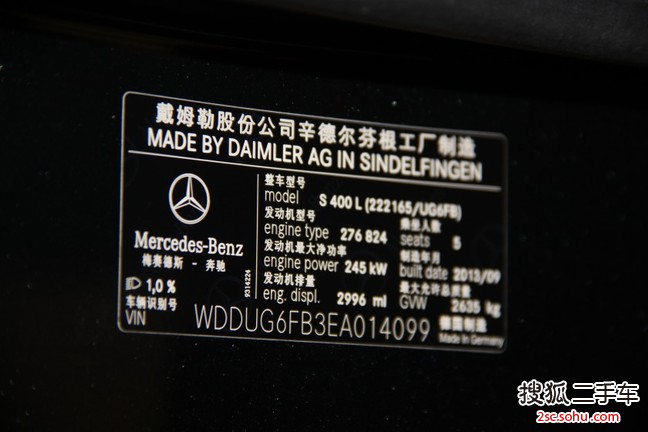 戴姆勒股份公司辛德尔芬根工厂制造
MADE BY DAIMLER AG IN SINDELFINGEN
Mercedes-Benz
梅赛德斯 - 奔驰
1,0 %
车辆识别号
VIN WDDUG6FB3EA014099
9314224
整车型号
model S 400 L (222165/UG6FB)
发动机型号 乘坐人数
engine type 276 824 seats 5
发动机最大净功率 制造年月
engine power 245 kW built date 2013/09
发动机排量 最大允许总质量
eng. displ. 2996 ml GVW 2635 kg
德国制造
Made in Germany
搜狐二手车
2sc.sohu.com